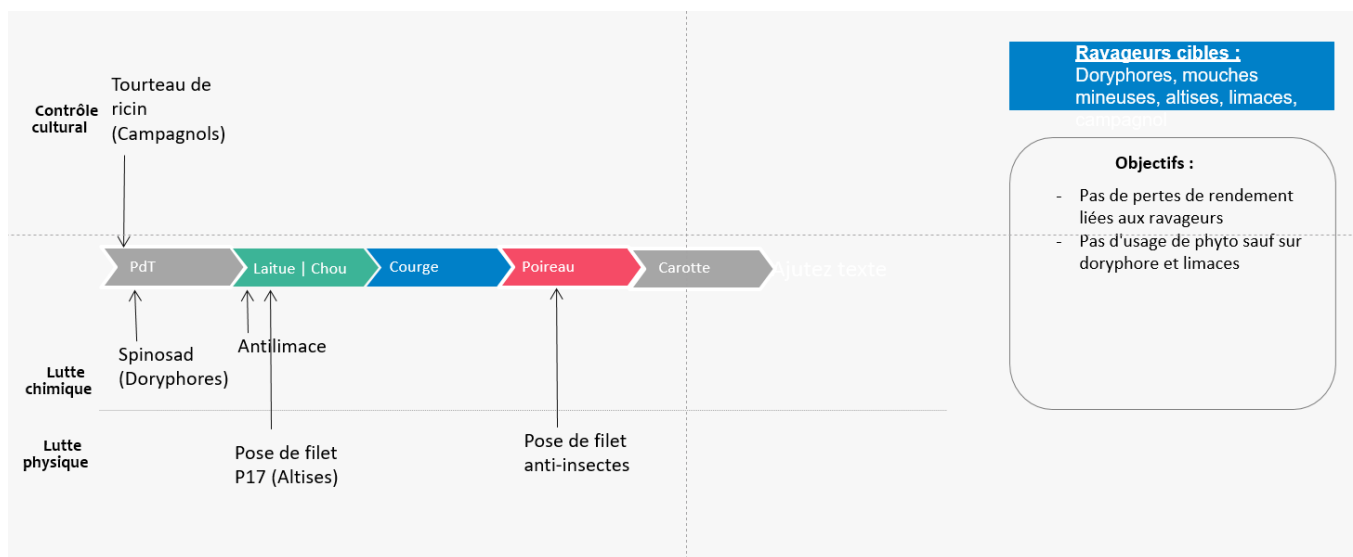 Ravageurs cibles :
Doryphores, mouches
mineuses, altises, limaces,
campagnol
Tourteau de
ricin
(Campagnols)
Contrôle
cultural
Objectifs :
- Pas de pertes de rendement
liées aux ravageurs
- Pas d'usage de phyto sauf sur
doryphore et limaces
PdT
Laitue | Chou
Courge
Poireau
Carotte
Ajutez texte
Spinosad
(Doryphores)
Antilimace
Lutte
chimique
Lutte
physique
Pose de filet
P17 (Altises)
Pose de filet
anti-insectes